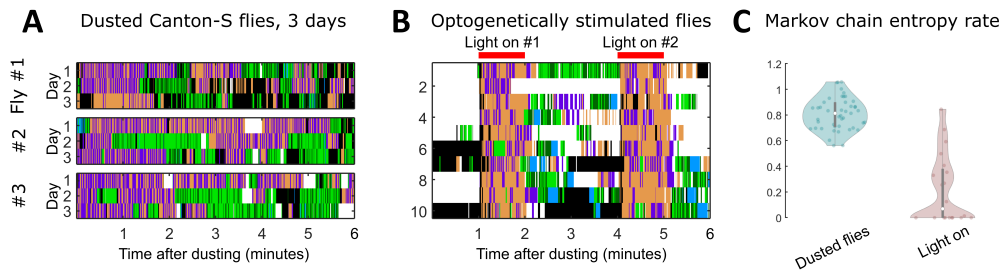 A Dusted Canton-S flies, 3 days
Fly #1
Day
1
2
3
#2
Day
1
2
3
#3
Day
1
2
3
1 2 3 4 5 6
Time after dusting (minutes)
B Optogenetically stimulated flies
Light on #1 Light on #2
2
4
6
8
10
1 2 3 4 5 6
Time after dusting (minutes)
C Markov chain entropy rate
1.2
1
0.8
0.6
0.4
0.2
0
Dusted flies Light on